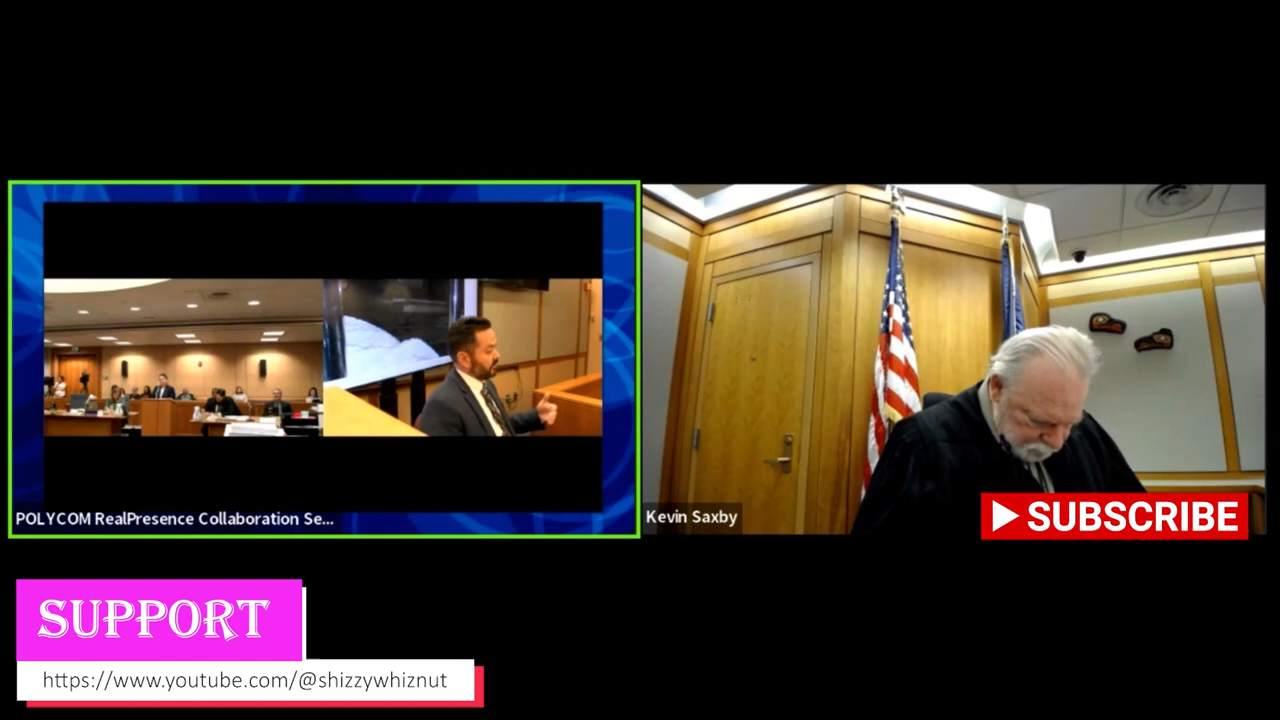 POLYCOM RealPresence Collaboration Se...
Kevin Saxby
SUBSCRIBE
SUPPORT
https://www.youtube.com/@shizzywhiznut